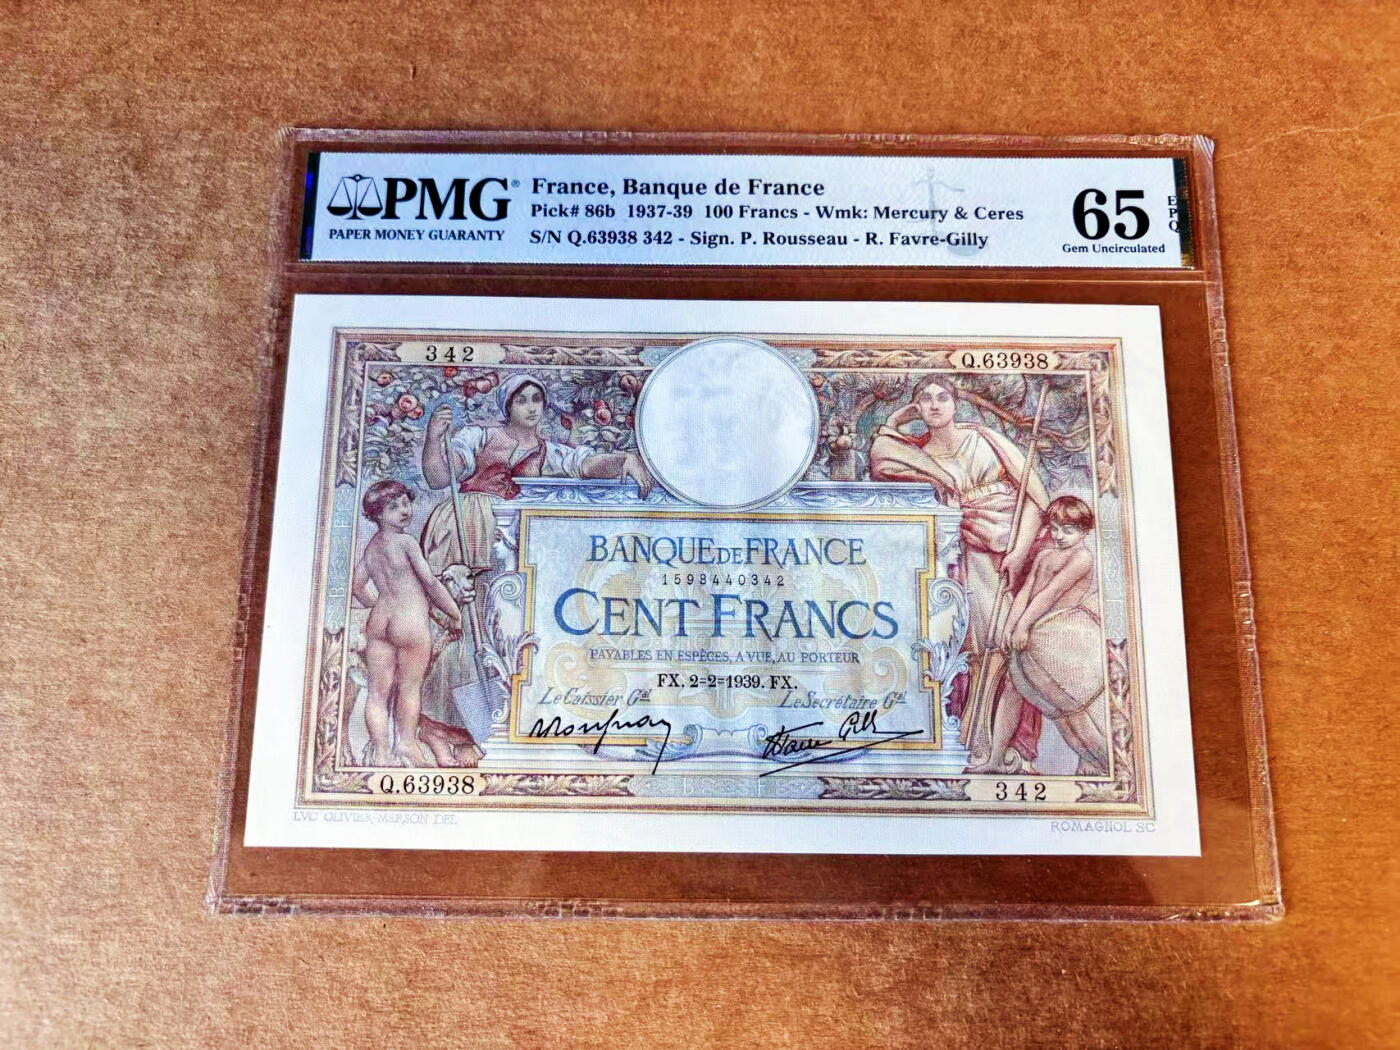 PMG®
PAPER MONEY GUARANTY
France, Banque de France
Pick# 86b 1937-39 100 Francs - Wmk: Mercury & Ceres
S/N Q.63938 342 - Sign. P. Rousseau - R. Favre-Gilly
65
Gem Uncirculated
E
P
Q
342
Q.63938
BANQUE DE FRANCE
1598440342
CENT FRANCS
PAYABLES EN ESPÈCES, A VUE, AU PORTEUR
FX. 2=2=1939. FX.
Le Caissier Gal
Le Secrétaire Gal
Q.63938
342
LVC OLIVIER-MERSON DEL
ROMAGNOL SC